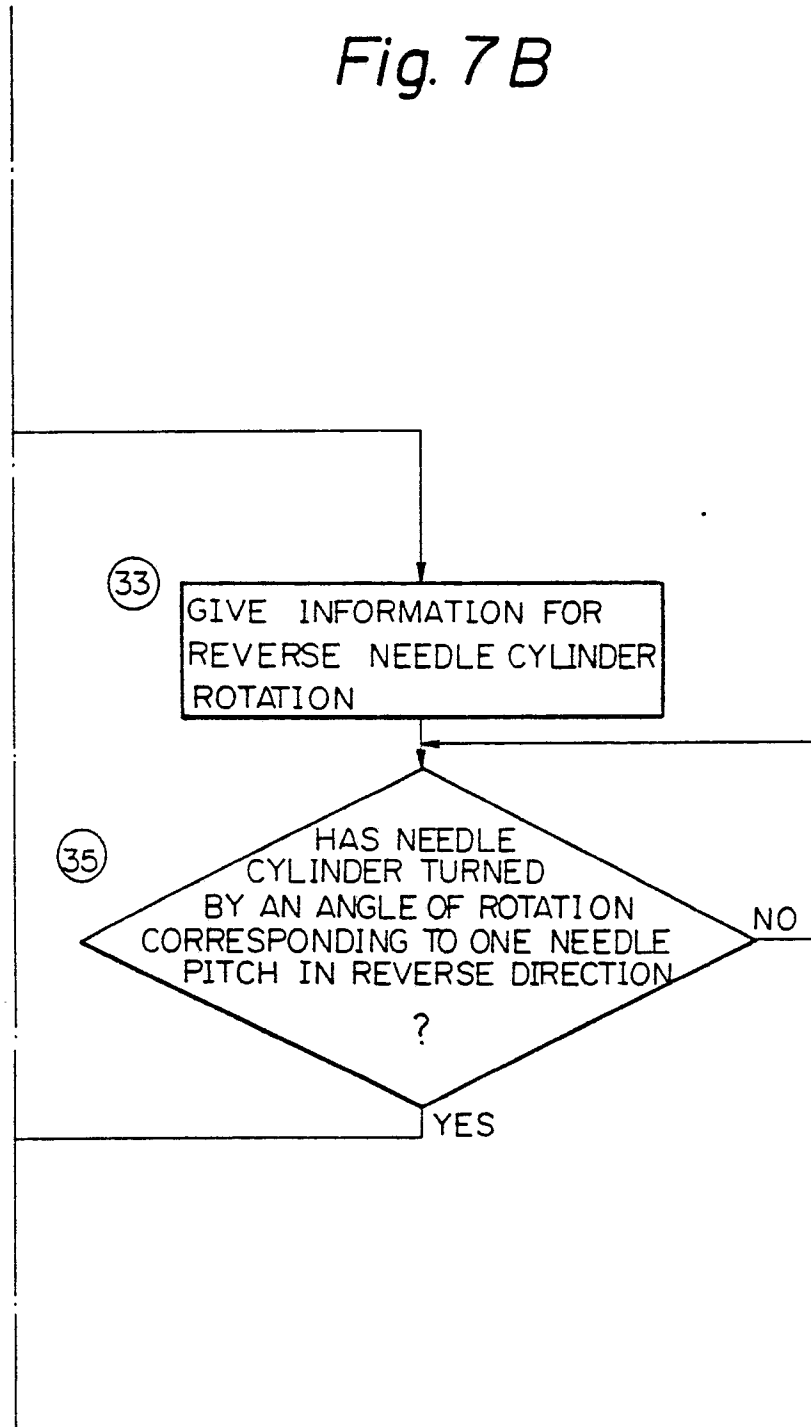 Fig. 7B
33
GIVE INFORMATION FOR
REVERSE NEEDLE CYLINDER
ROTATION
35
HAS NEEDLE
CYLINDER TURNED
BY AN ANGLE OF ROTATION
CORRESPONDING TO ONE NEEDLE
PITCH IN REVERSE DIRECTION
?
NO
YES